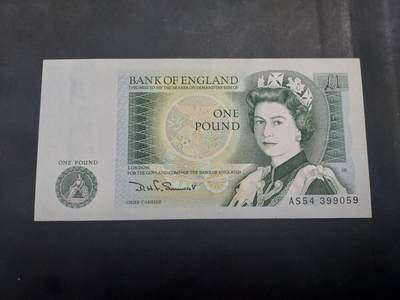 BANK OF ENGLAND
I PROMISE TO PAY THE BEARER ON DEMAND THE SUM OF
£1
ONE
POUND
ONE POUND
LONDON
FOR THE GOVR AND COMPA OF THE BANK OF ENGLAND
CHIEF CASHIER
AS54 399059